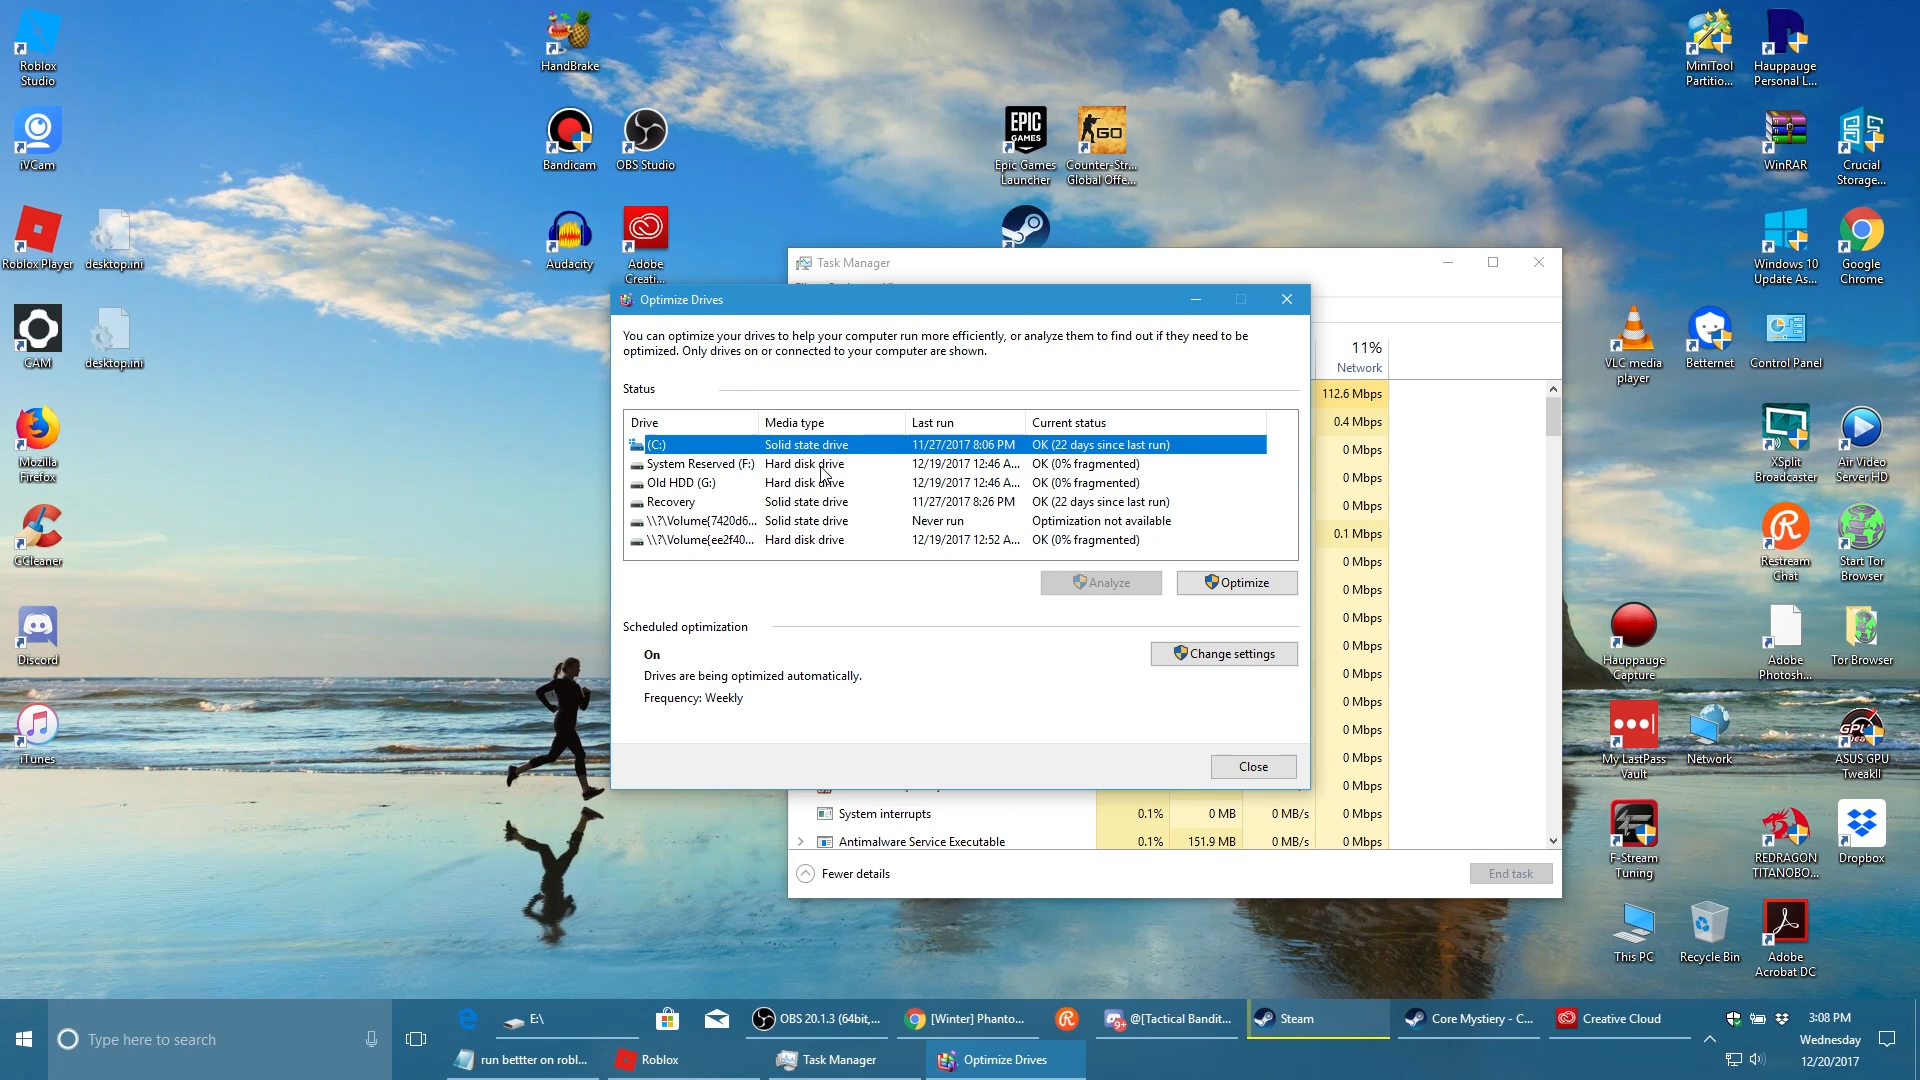 Roblox
Studio
iVCam
Roblox Player
desktop.ini
CAM
desktop.ini
Mozilla
Firefox
CCleaner
Discord
iTunes
HandBrake
Bandicam
OBS Studio
Audacity
Adobe
Creati...
EPIC
GAMES
Epic Games
Launcher
GO
Counter-Str...
Global Offe...
MiniTool
Partitio...
Hauppauge
Personal L...
WinRAR
Crucial
Storage...
Windows 10
Update As...
Google
Chrome
VLC media
player
Betternet
Control Panel
XSplit
Broadcaster
Air Video
Server HD
Restream
Chat
Start Tor
Browser
Hauppauge
Capture
Adobe
Photosh...
Tor Browser
My LastPass
Vault
Network
ASUS GPU
TweakII
F-Stream
Tuning
REDRAGON
TITANOBO...
Dropbox
This PC
Recycle Bin
Adobe
Acrobat DC
Task Manager
11%
Network
112.6 Mbps
0.4 Mbps
0 Mbps
0 Mbps
0 Mbps
0.1 Mbps
0 Mbps
0 Mbps
0 Mbps
0 Mbps
0 Mbps
0 Mbps
0 Mbps
0 Mbps
0 Mbps
System interrupts 0.1% 0 MB 0 MB/s 0 Mbps
Antimalware Service Executable 0.1% 151.9 MB 0 MB/s 0 Mbps
Fewer details
End task
Optimize Drives
You can optimize your drives to help your computer run more efficiently, or analyze them to find out if they need to be
optimized. Only drives on or connected to your computer are shown.
Status
Drive Media type Last run Current status
(C:) Solid state drive 11/27/2017 8:06 PM OK (22 days since last run)
System Reserved (F:) Hard disk drive 12/19/2017 12:46 A... OK (0% fragmented)
Old HDD (G:) Hard disk drive 12/19/2017 12:46 A... OK (0% fragmented)
Recovery Solid state drive 11/27/2017 8:26 PM OK (22 days since last run)
\\?\Volume{7420d6... Solid state drive Never run Optimization not available
\\?\Volume{ee2f40... Hard disk drive 12/19/2017 12:52 A... OK (0% fragmented)
Analyze
Optimize
Scheduled optimization
On
Change settings
Drives are being optimized automatically.
Frequency: Weekly
Close
Type here to search
E:\
OBS 20.1.3 (64bit,...
[Winter] Phanto...
9+
@[Tactical Bandit...
Steam
Core Mystiery - C...
Creative Cloud
run bettter on robl...
Roblox
Task Manager
Optimize Drives
3:08 PM
Wednesday
12/20/2017